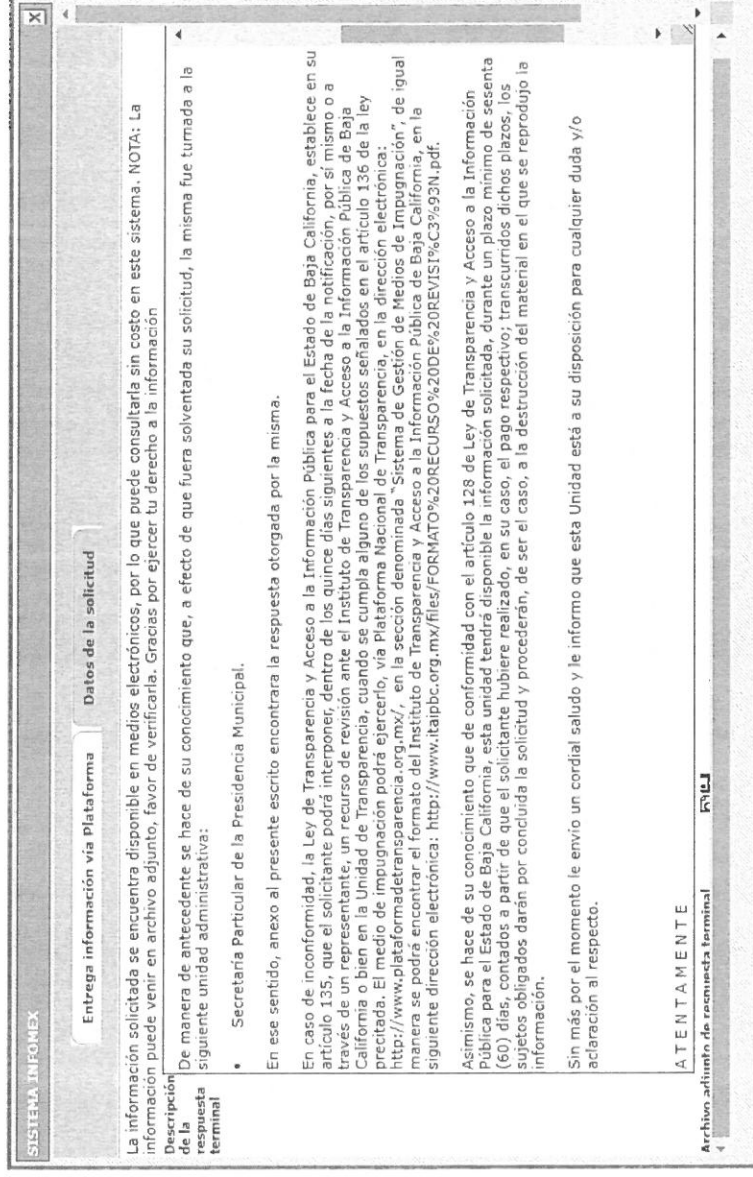 SISTEMA INFOMEX
X
Entrega información vía Plataforma
Datos de la solicitud
La información solicitada se encuentra disponible en medios electrónicos, por lo que puede consultarla sin costo en este sistema. NOTA: La
información puede venir en archivo adjunto, favor de verificarla. Gracias por ejercer tu derecho a la información
Descripción
de la
respuesta
terminal
De manera de antecedente se hace de su conocimiento que, a efecto de que fuera solventada su solicitud, la misma fue turnada a la
siguiente unidad administrativa:
• Secretaria Particular de la Presidencia Municipal.
En ese sentido, anexo al presente escrito encontrara la respuesta otorgada por la misma.
En caso de inconformidad, la Ley de Transparencia y Acceso a la Información Pública para el Estado de Baja California, establece en su
artículo 135, que el solicitante podrá interponer, dentro de los quince días siguientes a la fecha de la notificación, por sí mismo o a
través de un representante, un recurso de revisión ante el Instituto de Transparencia y Acceso a la Información Pública de Baja
California o bien en la Unidad de Transparencia, cuando se cumpla alguno de los supuestos señalados en el artículo 136 de la ley
precitada. El medio de impugnación podrá ejercerlo, vía Plataforma Nacional de Transparencia, en la dirección electrónica:
http://www.plataformadetransparencia.org.mx/, en la sección denominada "Sistema de Gestión de Medios de Impugnación", de igual
manera se podrá encontrar el formato del Instituto de Transparencia y Acceso a la Información Pública de Baja California, en la
siguiente dirección electrónica: http://www.itaipbc.org.mx/files/FORMATO%20RECURSO%20DE%20REVISI%C3%93N.pdf.
Asimismo, se hace de su conocimiento que de conformidad con el artículo 128 de Ley de Transparencia y Acceso a la Información
Pública para el Estado de Baja California, esta unidad tendrá disponible la información solicitada, durante un plazo mínimo de sesenta
(60) días, contados a partir de que el solicitante hubiere realizado, en su caso, el pago respectivo; transcurridos dichos plazos, los
sujetos obligados darán por concluida la solicitud y procederán, de ser el caso, a la destrucción del material en el que se reprodujo la
información.
Sin más por el momento le envío un cordial saludo y le informo que esta Unidad está a su disposición para cualquier duda y/o
aclaración al respecto.
A T E N T A M E N T E
Archivo adjunto de respuesta terminal